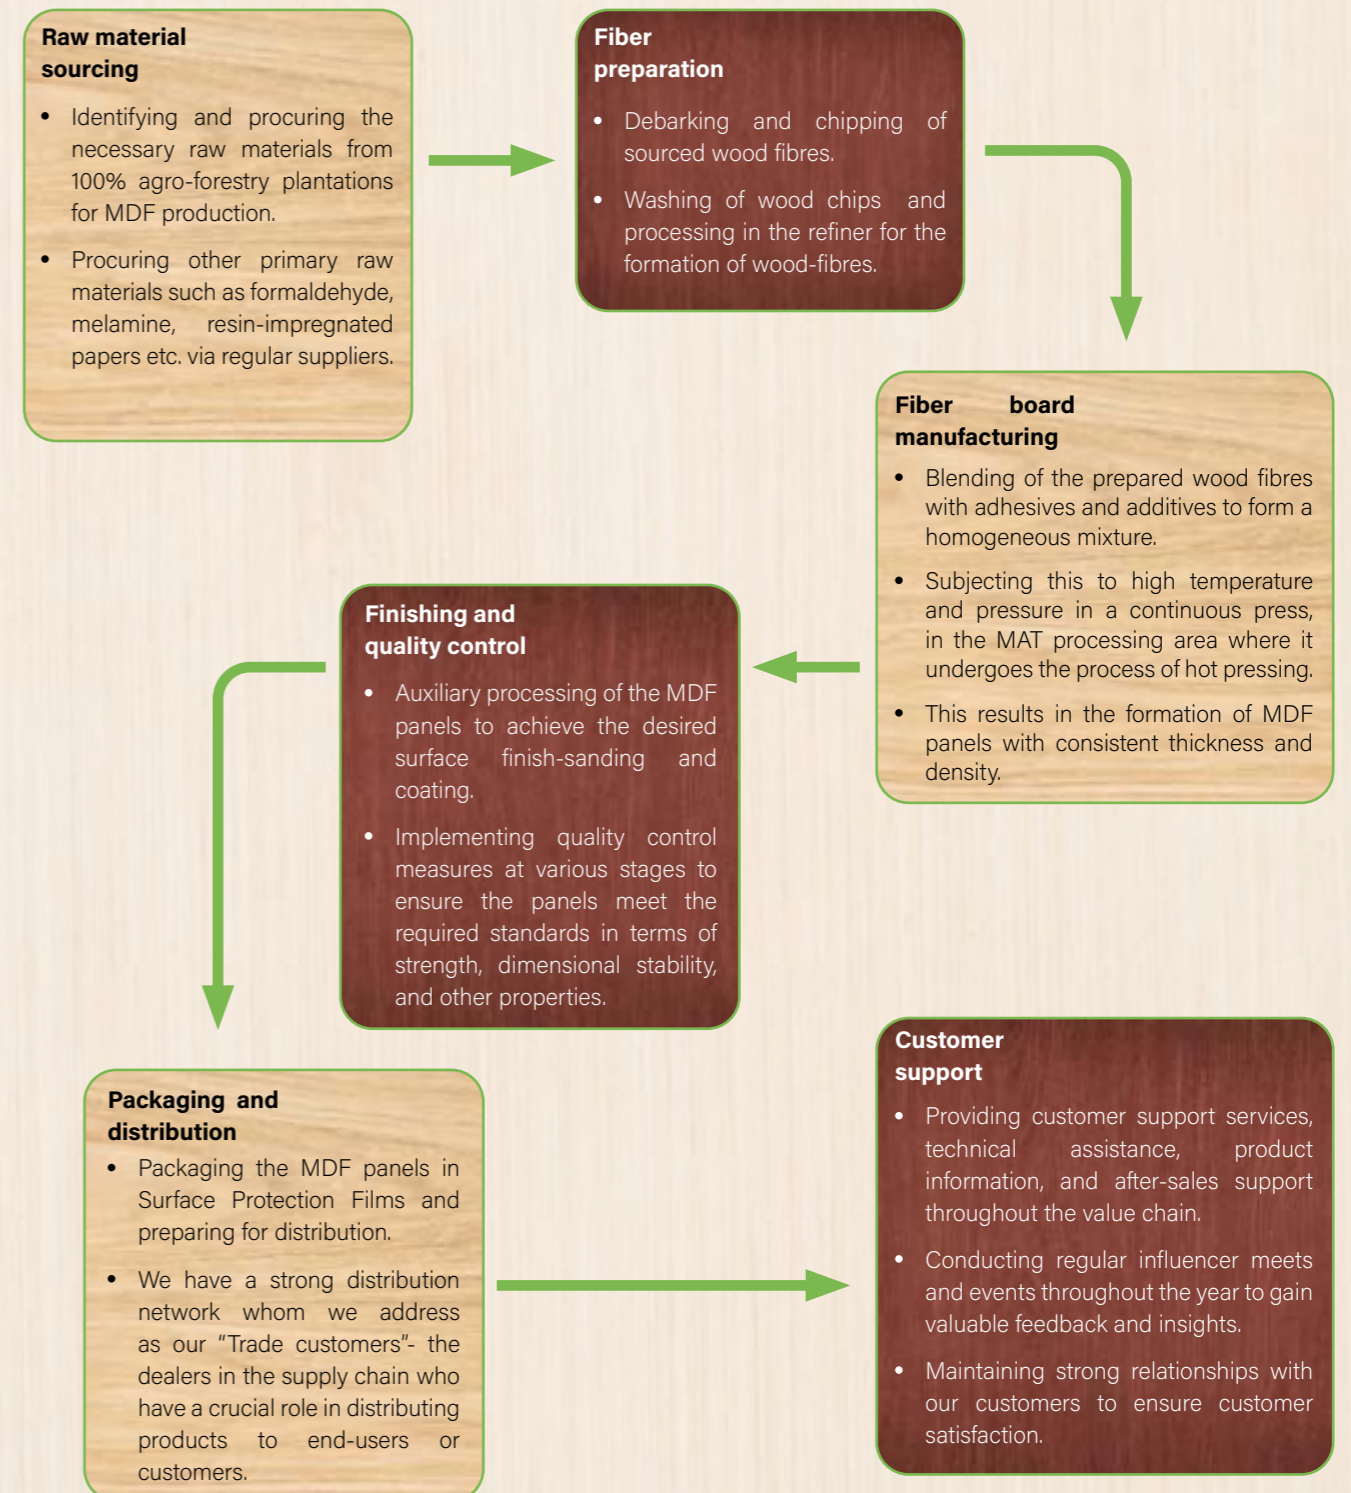 Raw material
sourcing
• Identifying and procuring the
necessary raw materials from
100% agro-forestry plantations
for MDF production.
• Procuring other primary raw
materials such as formaldehyde,
melamine, resin-impregnated
papers etc. via regular suppliers.
Fiber
preparation
• Debarking and chipping of
sourced wood fibres.
• Washing of wood chips and
processing in the refiner for the
formation of wood-fibres.
Fiber board
manufacturing
• Blending of the prepared wood fibres
with adhesives and additives to form a
homogeneous mixture.
• Subjecting this to high temperature
and pressure in a continuous press,
in the MAT processing area where it
undergoes the process of hot pressing.
• This results in the formation of MDF
panels with consistent thickness and
density.
Finishing and
quality control
• Auxiliary processing of the MDF
panels to achieve the desired
surface finish-sanding and
coating.
• Implementing quality control
measures at various stages to
ensure the panels meet the
required standards in terms of
strength, dimensional stability,
and other properties.
Packaging and
distribution
• Packaging the MDF panels in
Surface Protection Films and
preparing for distribution.
• We have a strong distribution
network whom we address
as our “Trade customers”- the
dealers in the supply chain who
have a crucial role in distributing
products to end-users or
customers.
Customer
support
• Providing customer support services,
technical assistance, product
information, and after-sales support
throughout the value chain.
• Conducting regular influencer meets
and events throughout the year to gain
valuable feedback and insights.
• Maintaining strong relationships with
our customers to ensure customer
satisfaction.